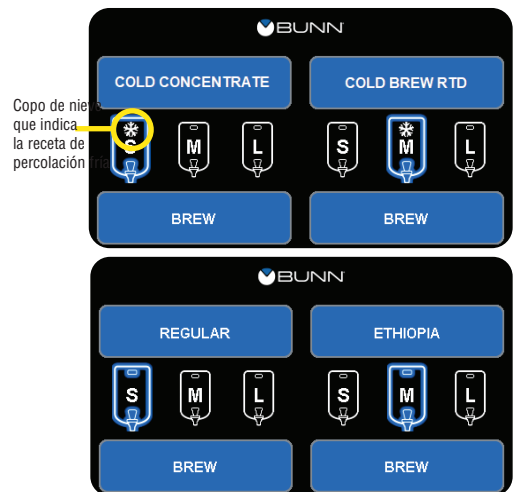 BUNN
COLD CONCENTRATE
COLD BREW RTD
Copo de nieve
que indica
la receta de
percolación fría
S M L S M L
BREW
BREW
BUNN
REGULAR
ETHIOPIA
S M L S M L
BREW
BREW